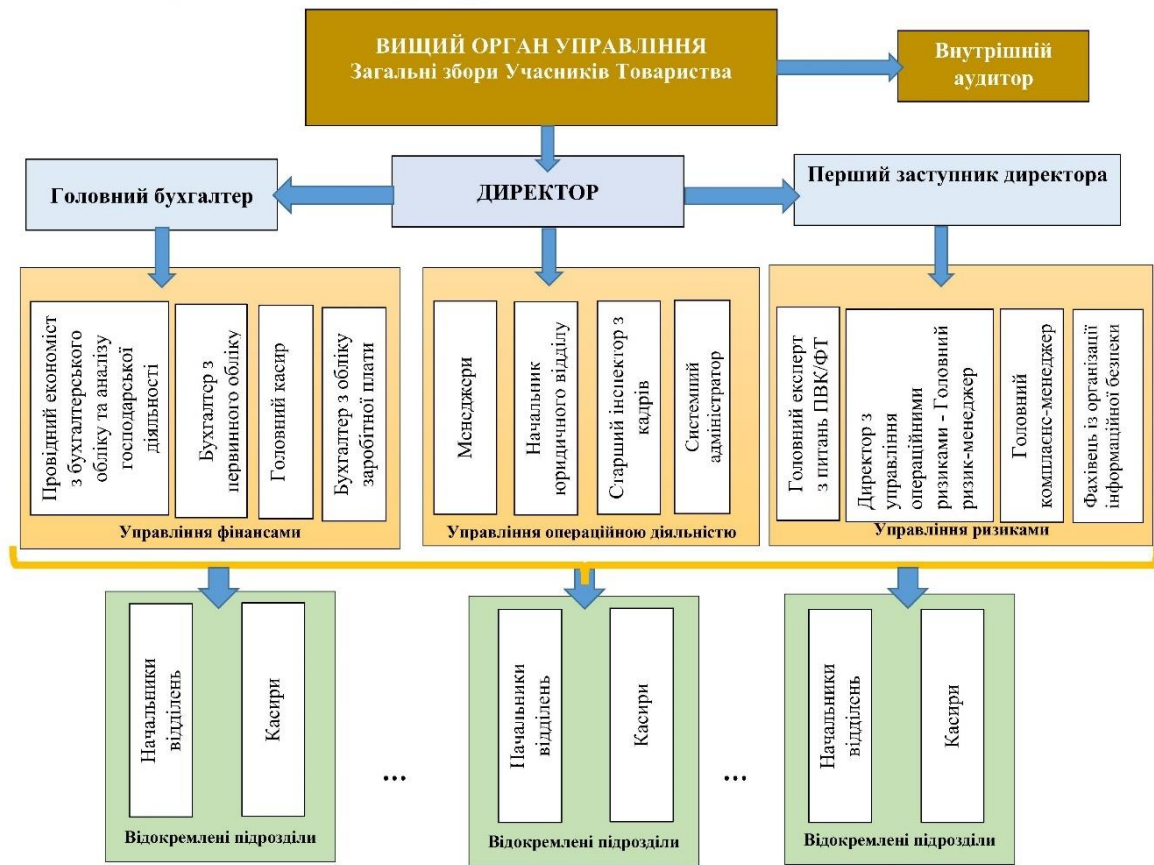 ВИЩИЙ ОРГАН УПРАВЛІННЯ
Загальні збори Учасників Товариства
Внутрішній
аудитор
Головний бухгалтер
ДИРЕКТОР
Перший заступник директора
Провідний економіст
з бухгалтерського
обліку та аналізу
господарської
діяльності
Бухгалтер з
первинного обліку
Головний касир
Бухгалтер з обліку
заробітної плати
Управління фінансами
Менеджери
Начальник
юридичного відділу
Старший інспектор з
кадрів
Системний
адміністратор
Управління операційною діяльністю
Головний експерт
з питань ПВК/ФТ
Директор з
управління
операційними
ризиками - Головний
ризик-менеджер
Головний
комплаєнс-менеджер
Фахівець із організації
інформаційної безпеки
Управління ризиками
Начальники
відділень
Касири
Відокремлені підрозділи
...
Начальники
відділень
Касири
Відокремлені підрозділи
...
Начальники
відділень
Касири
Відокремлені підрозділи